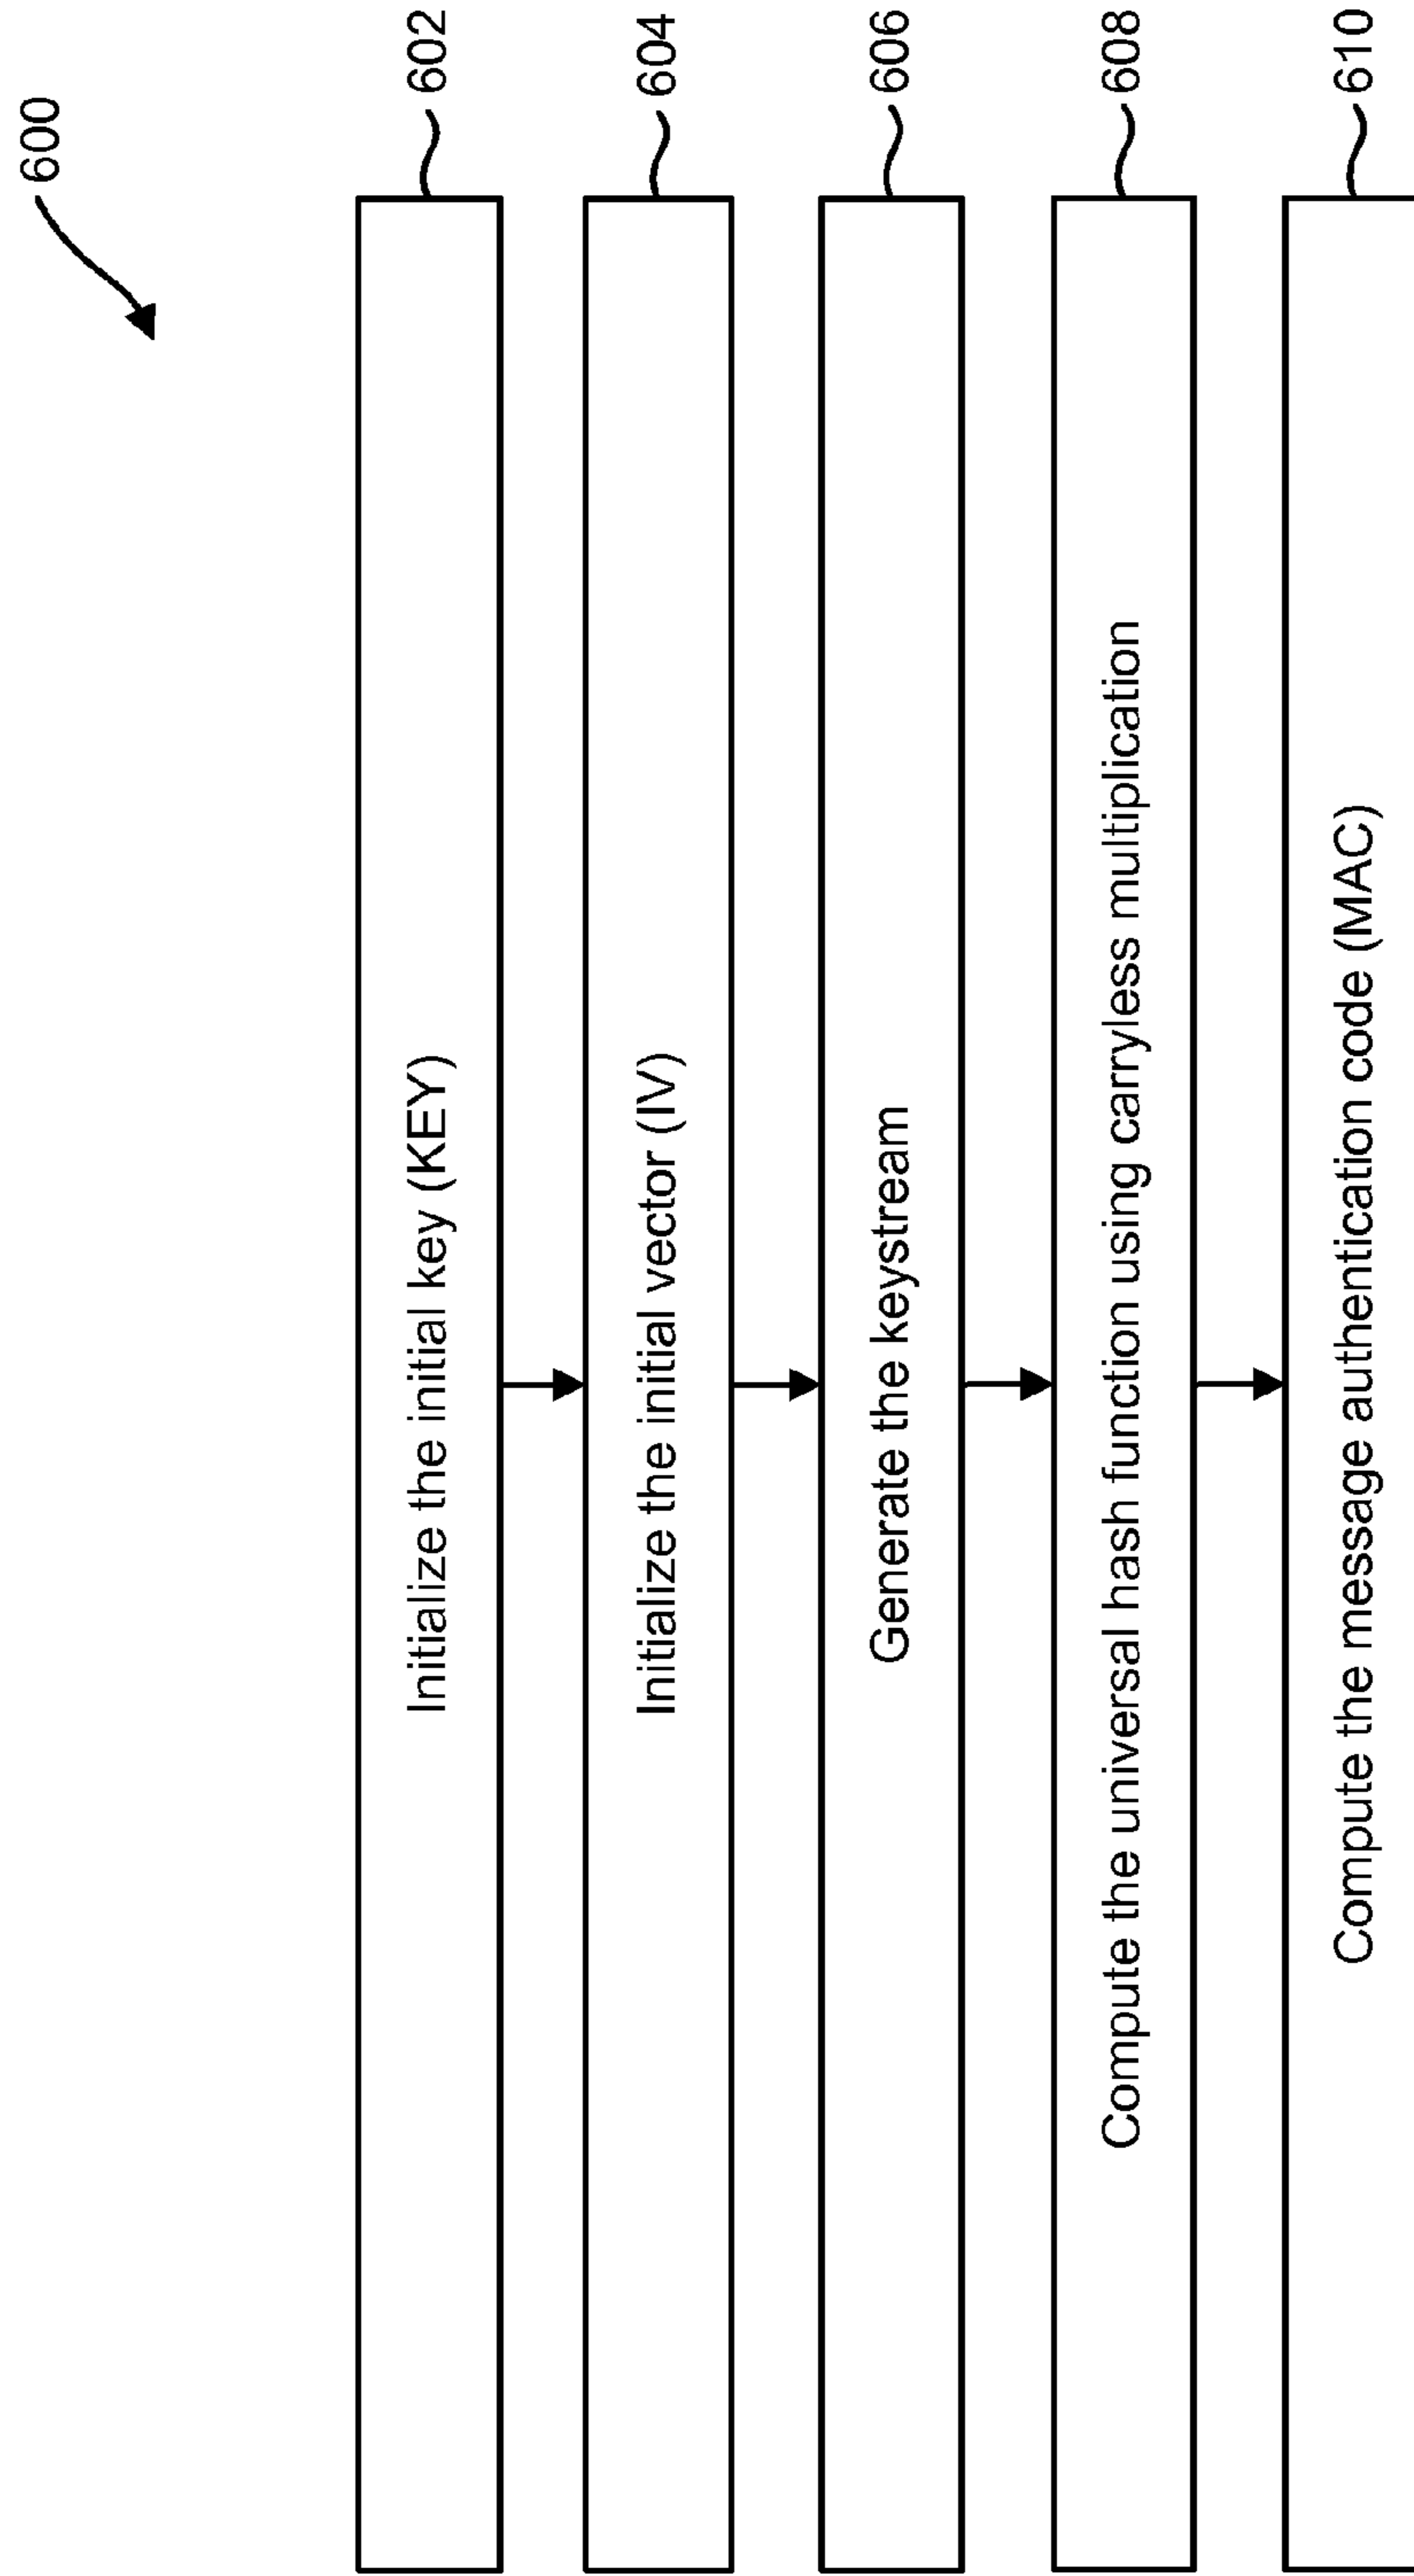 600
Initialize the initial key (KEY)
602
Initialize the initial vector (IV)
604
Generate the keystream
606
Compute the universal hash function using carryless multiplication
608
Compute the message authentication code (MAC)
610